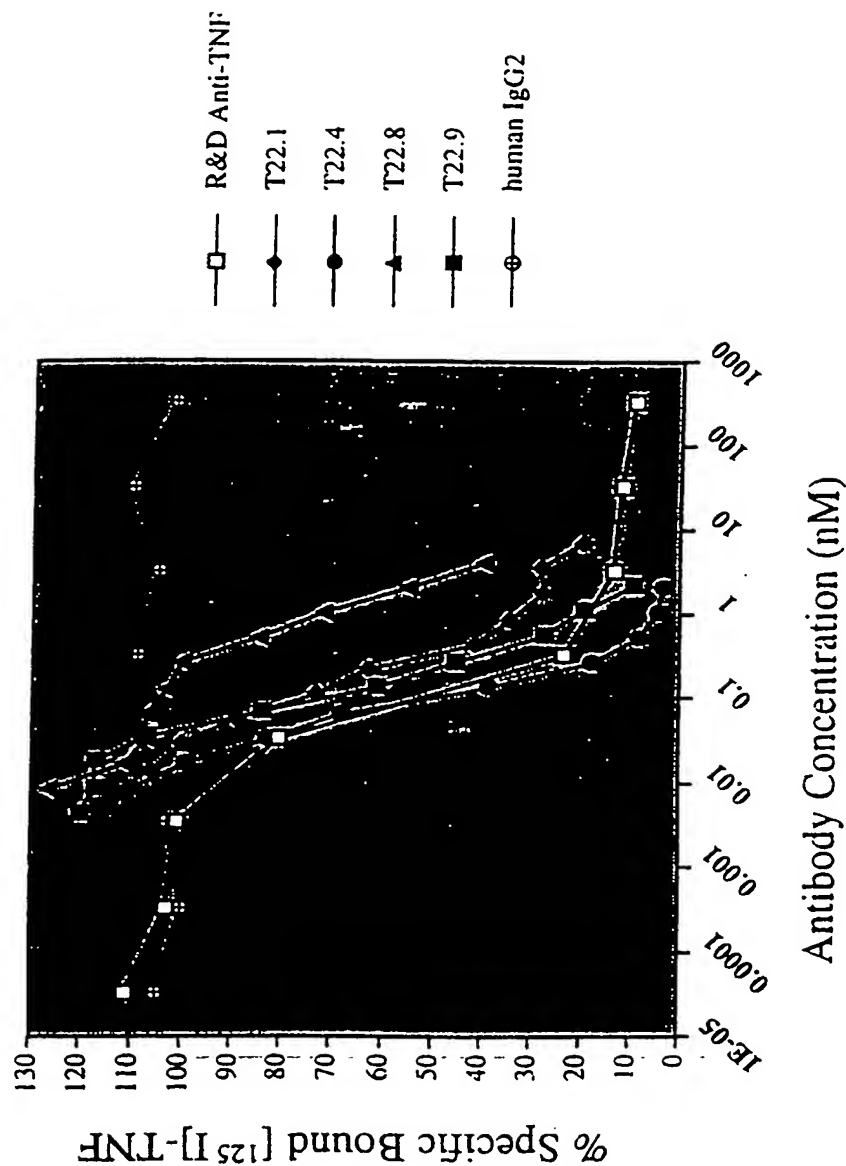 % Specific Bound [125 I]-TNF
130
120
110
100
90
80
70
60
50
40
30
20
10
0
1E-05
0.0001
0.001
0.01
0.1
1
10
100
1000
Antibody Concentration (nM)
R&D Anti-TNF
T22.1
T22.4
T22.8
T22.9
human IgG2